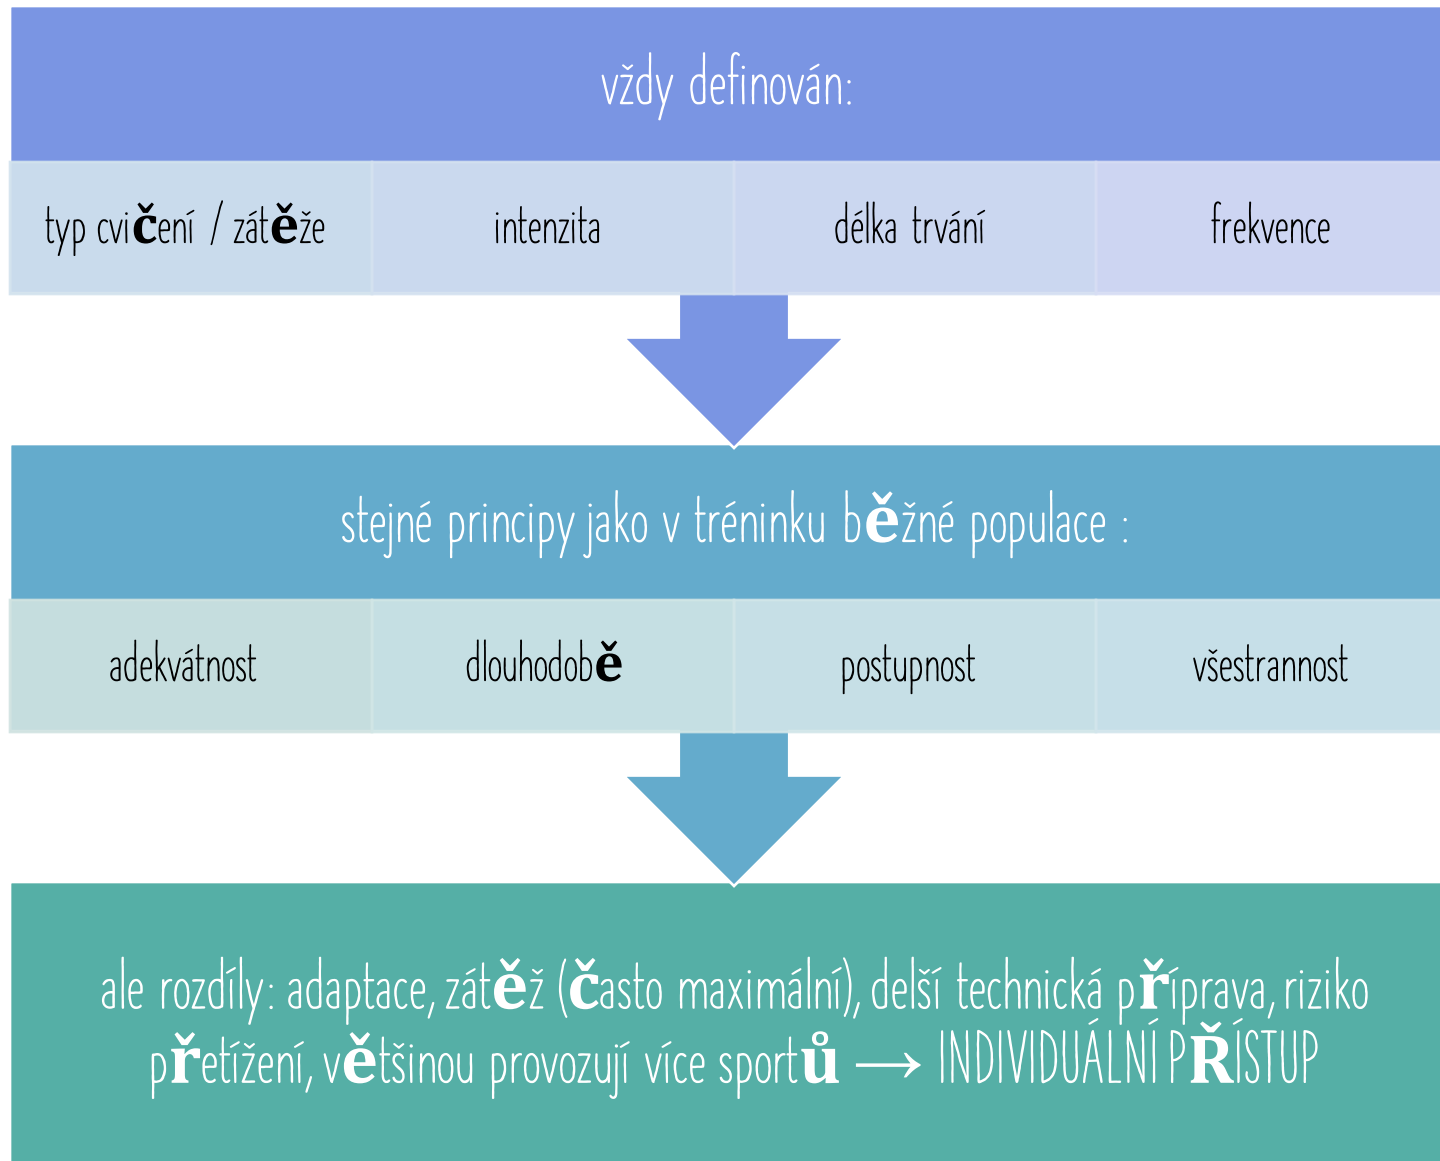 vždy definován:
typ cvičení / zátěže
intenzita
délka trvání
frekvence
stejné principy jako v tréninku běžné populace :
adekvátnost
dlouhodobě
postupnost
všestrannost
ale rozdíly: adaptace, zátěž (často maximální), delší technická příprava, riziko
přetížení, většinou provozují více sportů → INDIVIDUÁLNÍ PŘÍSTUP